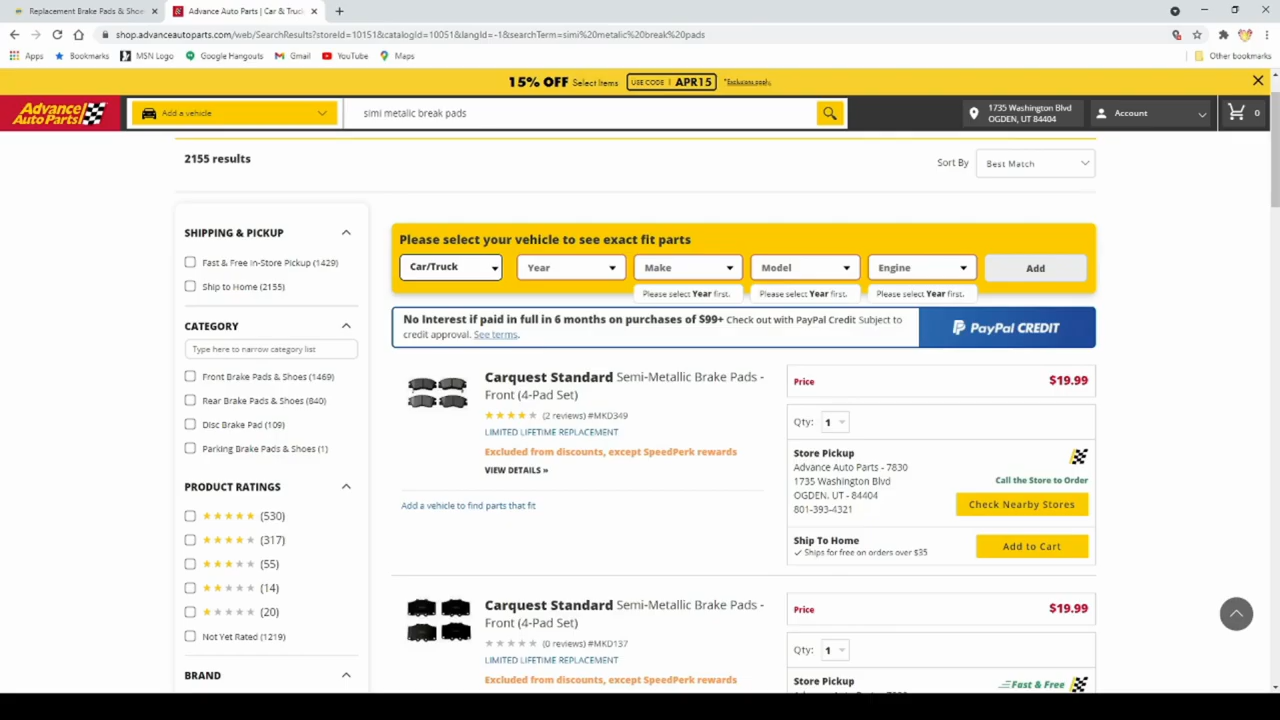 Replacement Brake Pads & Shoe
Advance Auto Parts | Car & Truck
shop.advanceautoparts.com/web/SearchResults?storeId=10151&catalogId=10051&langId=-1&searchTerm=simi%20metalic%20break%20pads
Apps Bookmarks MSN Logo Google Hangouts Gmail YouTube Maps Other bookmarks
15% OFF Select Items USE CODE | APR15 *Exclusions apply.
Advance Auto Parts
Add a vehicle
simi metalic break pads
1735 Washington Blvd
OGDEN, UT 84404
Account
0
2155 results
Sort By Best Match
SHIPPING & PICKUP
Fast & Free In-Store Pickup (1429)
Ship to Home (2155)
CATEGORY
Type here to narrow category list
Front Brake Pads & Shoes (1469)
Rear Brake Pads & Shoes (840)
Disc Brake Pad (109)
Parking Brake Pads & Shoes (1)
PRODUCT RATINGS
(530)
(317)
(55)
(14)
(20)
Not Yet Rated (1219)
BRAND
Please select your vehicle to see exact fit parts
Car/Truck Year Make Model Engine Add
Please select Year first. Please select Year first. Please select Year first.
No Interest if paid in full in 6 months on purchases of $99+ Check out with PayPal Credit Subject to
credit approval. See terms.
PayPal CREDIT
Carquest Standard Semi-Metallic Brake Pads -
Front (4-Pad Set)
(2 reviews) #MKD349
LIMITED LIFETIME REPLACEMENT
Excluded from discounts, except SpeedPerk rewards
VIEW DETAILS »
Add a vehicle to find parts that fit
Price $19.99
Qty: 1
Store Pickup
Advance Auto Parts - 7830
1735 Washington Blvd
OGDEN, UT - 84404
801-393-4321
Call the Store to Order
Check Nearby Stores
Ship To Home
Ships for free on orders over $35
Add to Cart
Carquest Standard Semi-Metallic Brake Pads -
Front (4-Pad Set)
(0 reviews) #MKD137
LIMITED LIFETIME REPLACEMENT
Excluded from discounts, except SpeedPerk rewards
Price $19.99
Qty: 1
Store Pickup
Fast & Free